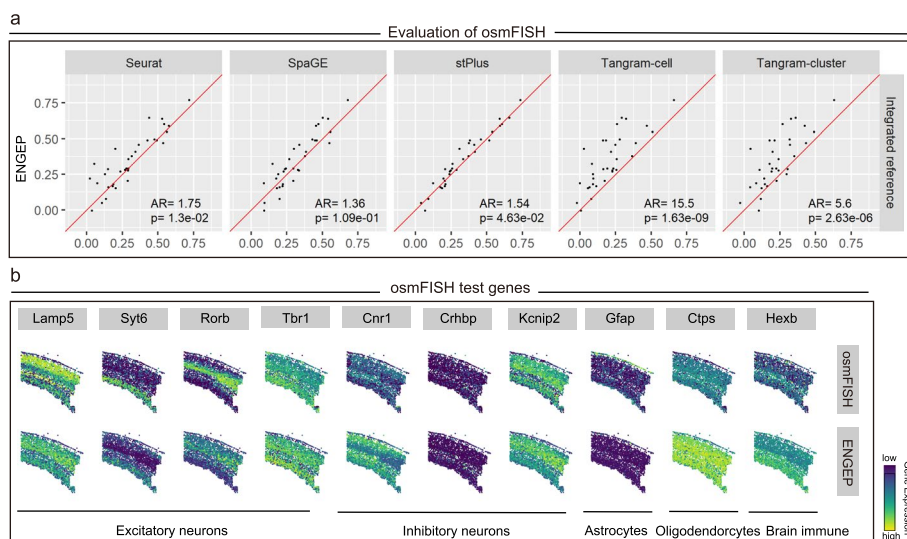 a
Evaluation of osmFISH
Seurat SpaGE stPlus Tangram-cell Tangram-cluster
ENGEP
0.75
0.50
0.25
0.00
AR= 1.75
p= 1.3e-02
AR= 1.36
p= 1.09e-01
AR= 1.54
p= 4.63e-02
AR= 15.5
p= 1.63e-09
AR= 5.6
p= 2.63e-06
Integrated reference
0.00 0.25 0.50 0.75 0.00 0.25 0.50 0.75 0.00 0.25 0.50 0.75 0.00 0.25 0.50 0.75 0.00 0.25 0.50 0.75
b
osmFISH test genes
Lamp5 Syt6 Rorb Tbr1 Cnr1 Crhbp Kcnip2 Gfap Ctps Hexb
osmFISH
ENGEP
low
high
Excitatory neurons Inhibitory neurons Astrocytes Oligodendorcytes Brain immune